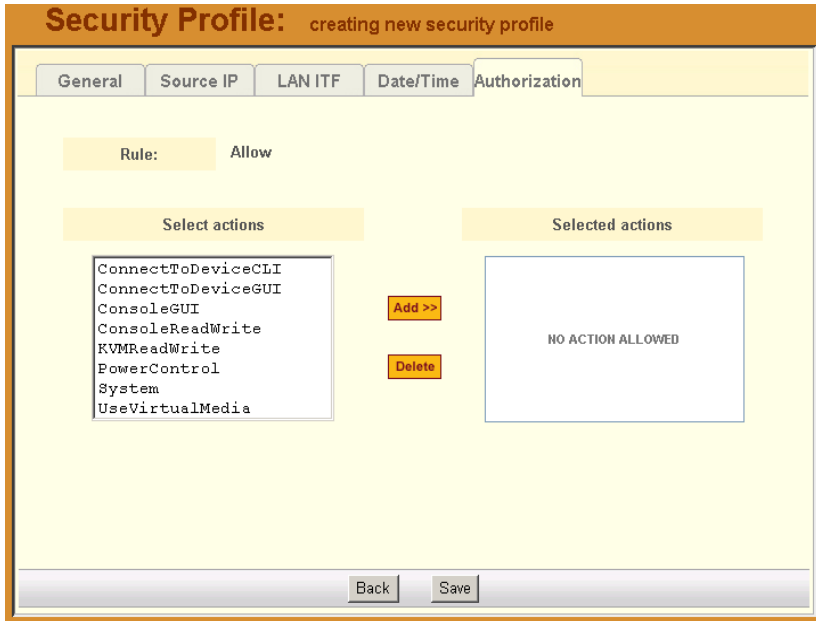 Security Profile: creating new security profile
General Source IP LAN ITF Date/Time Authorization
Rule: Allow
Select actions Selected actions
ConnectToDeviceCLI
ConnectToDeviceGUI
ConsoleGUI
ConsoleReadWrite
KVMReadWrite
PowerControl
System
UseVirtualMedia
Add >>
Delete
NO ACTION ALLOWED
Back Save